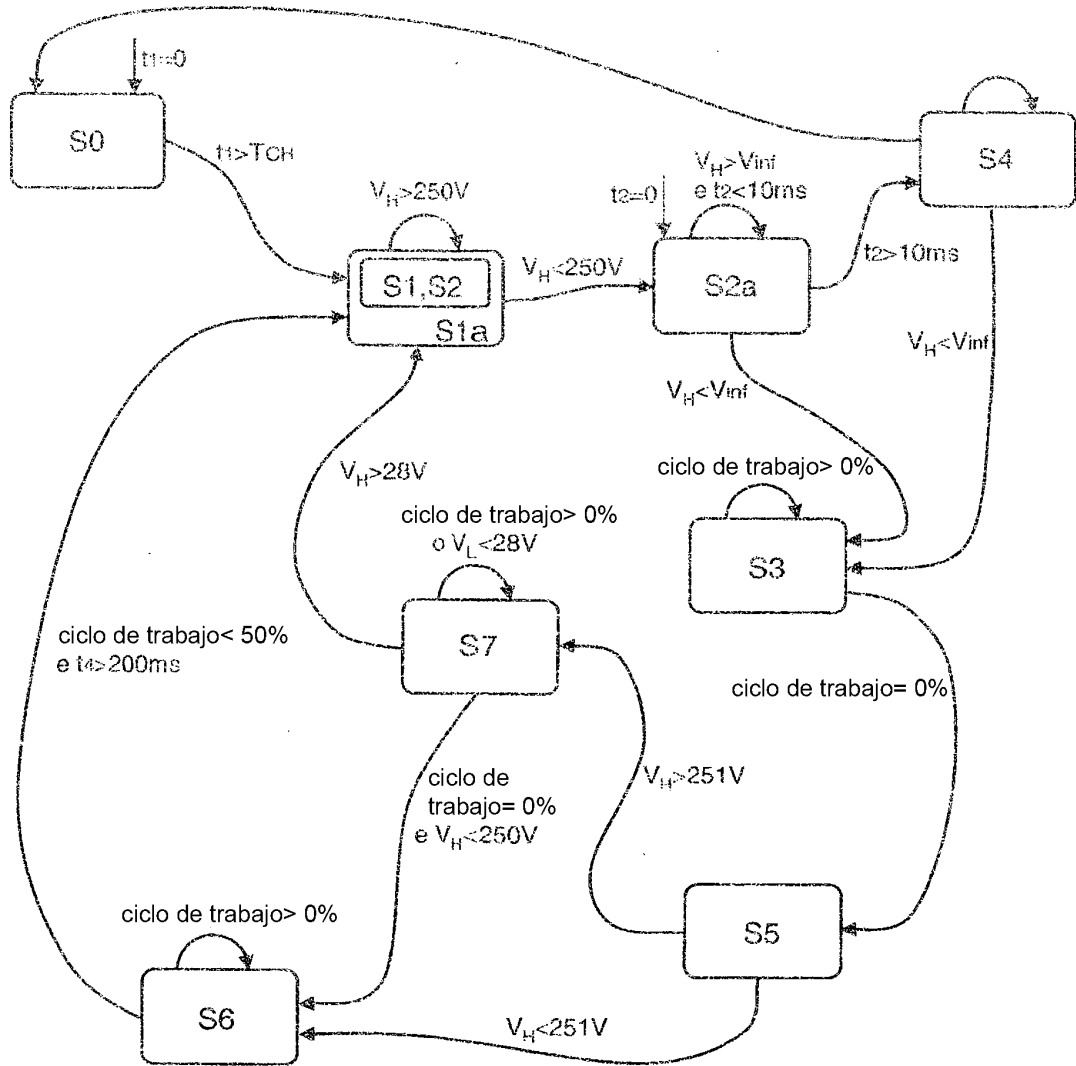 t1=0
S0
S4
t1>TCH
VH>Vinf
e t2<10ms
VH>250V
t2=0
t2>10ms
S1,S2
S1a
VH<250V
S2a
VH<Vinf
VH<Vinf
ciclo de trabajo> 0%
VH>28V
ciclo de trabajo> 0%
o VL<28V
S3
ciclo de trabajo< 50%
e t4>200ms
S7
ciclo de trabajo= 0%
ciclo de
trabajo= 0%
e VH<250V
VH>251V
ciclo de trabajo> 0%
S5
S6
VH<251V